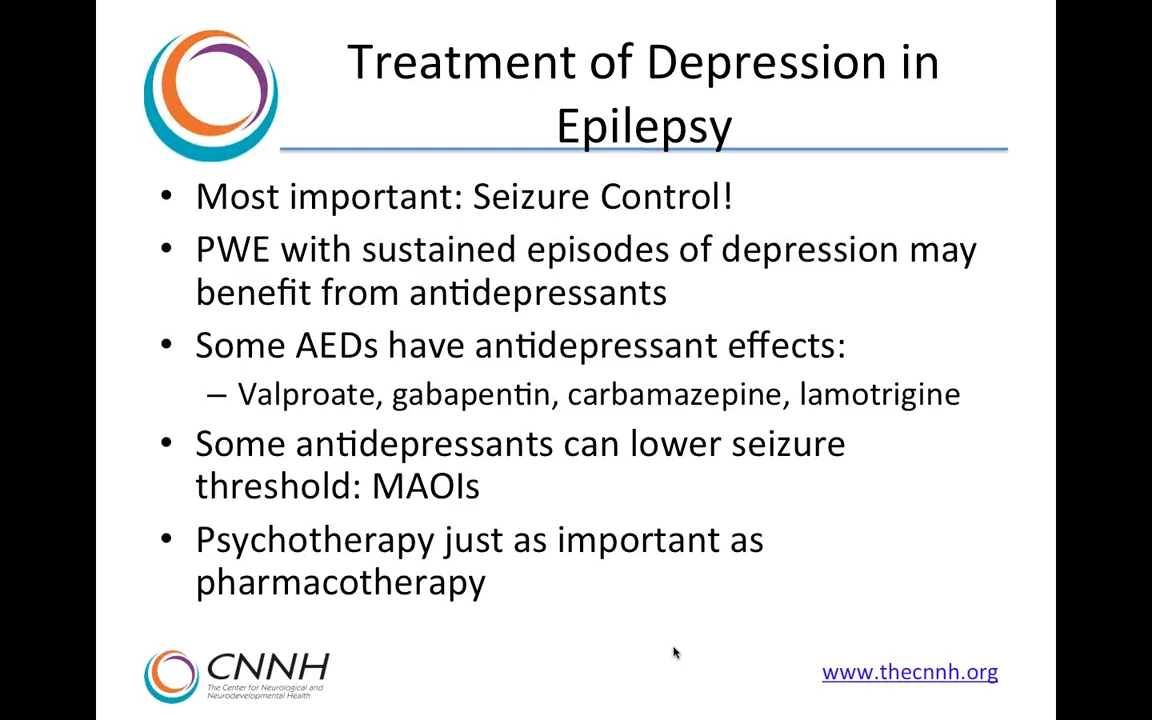 Treatment of Depression in
Epilepsy
• Most important: Seizure Control!
• PWE with sustained episodes of depression may
benefit from antidepressants
• Some AEDs have antidepressant effects:
– Valproate, gabapentin, carbamazepine, lamotrigine
• Some antidepressants can lower seizure
threshold: MAOIs
• Psychotherapy just as important as
pharmacotherapy
CNNH
The Center for Neurological and
Neurodevelopmental Health
www.thecnnh.org